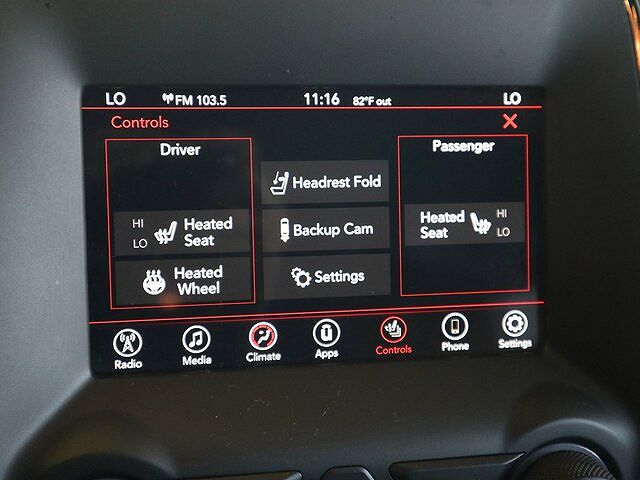 LO FM 103.5 11:16 82°F out LO
Controls X
Driver
HI
LO
Heated
Seat
Heated
Wheel
Headrest Fold
Backup Cam
Settings
Passenger
Heated
Seat
HI
LO
Radio Media Climate Apps Controls Phone Settings